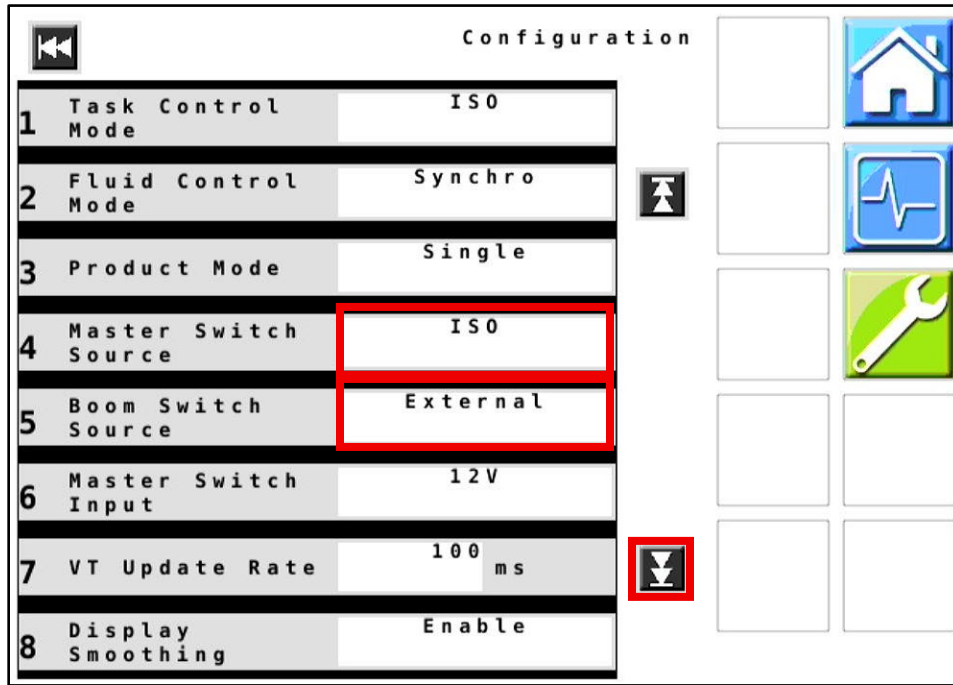 Configuration
1 Task Control Mode ISO
2 Fluid Control Mode Synchro
3 Product Mode Single
4 Master Switch Source ISO
5 Boom Switch Source External
6 Master Switch Input 12V
7 VT Update Rate 100 ms
8 Display Smoothing Enable